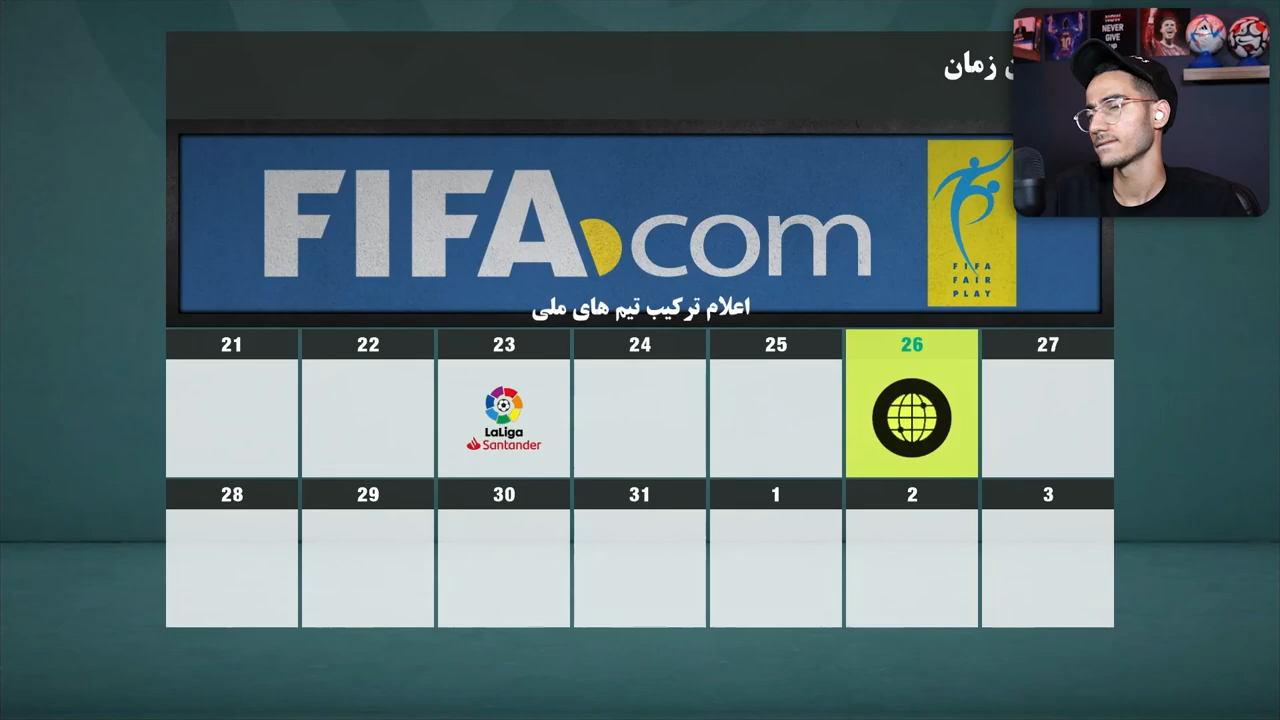 زمان
NEVER
GIVE
UP
FIFA.com
FIFA
FAIR
PLAY
اعلام ترکیب تیم های ملی
21 22 23 24 25 26 27
LaLiga
Santander
28 29 30 31 1 2 3